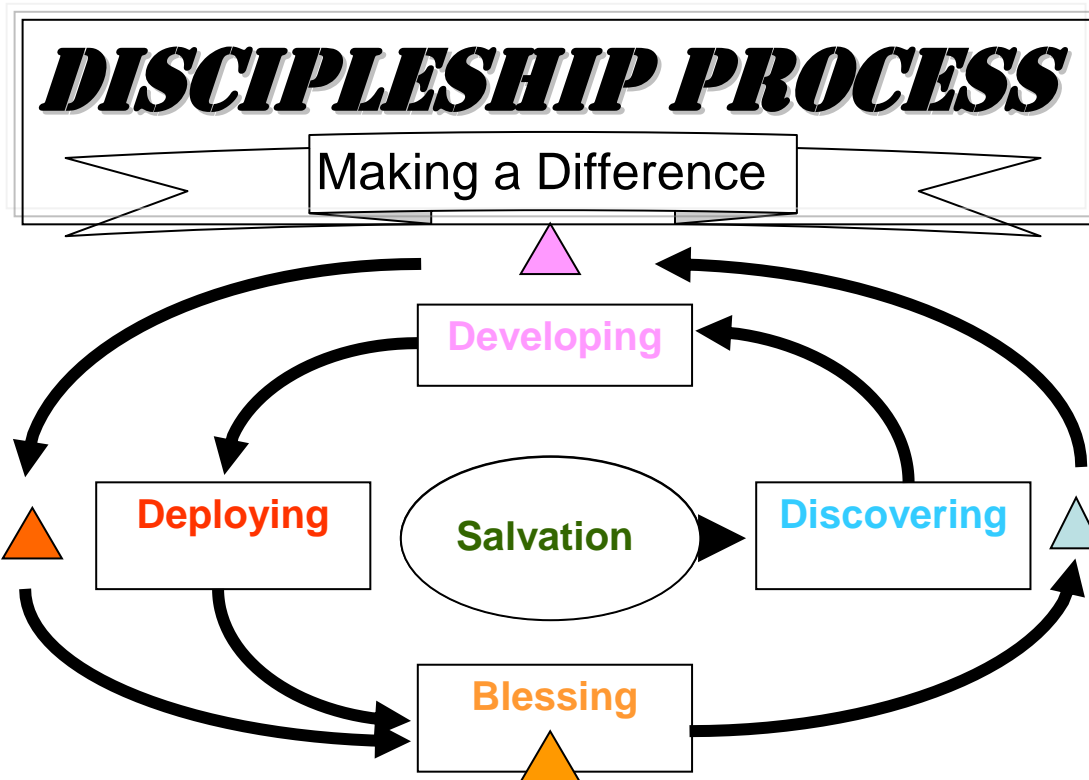 DISCIPLESHIP PROCESS
Making a Difference
Developing
Deploying
Salvation
Discovering
Blessing